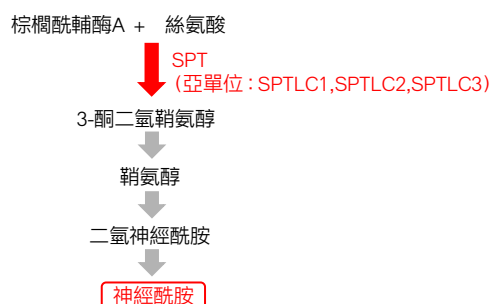 棕櫚酰輔酶A + 絲氨酸
SPT
(亞單位：SPTLC1,SPTLC2,SPTLC3)
3-酮二氫鞘氨醇
鞘氨醇
二氫神經酰胺
神經酰胺